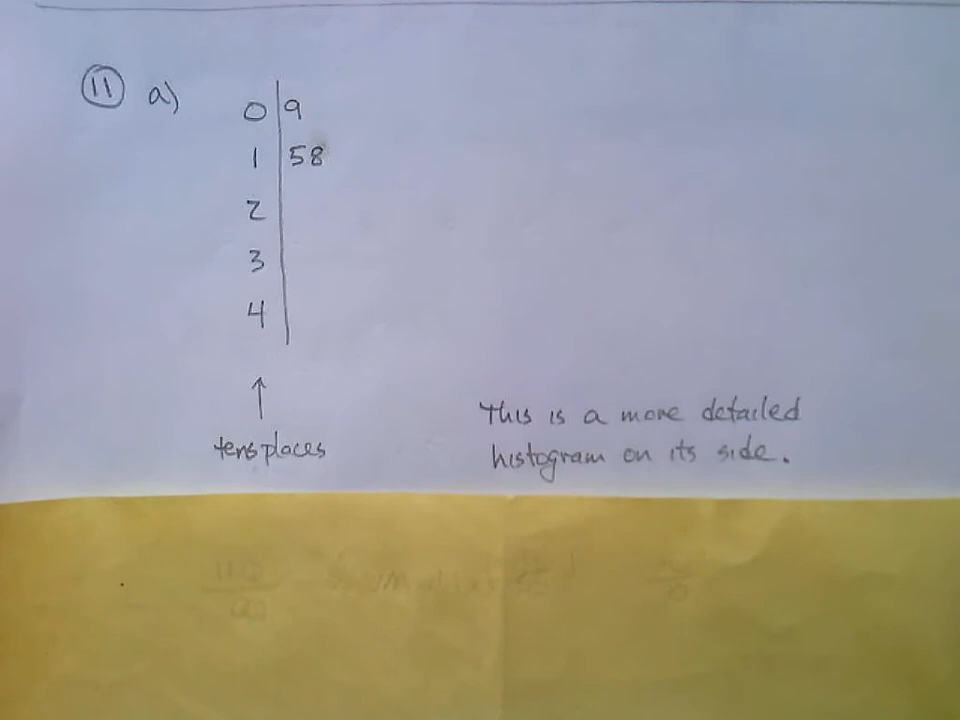 11 a)
0 | 9
1 | 58
2
3
4
↑
tens places
This is a more detailed
histogram on its side.